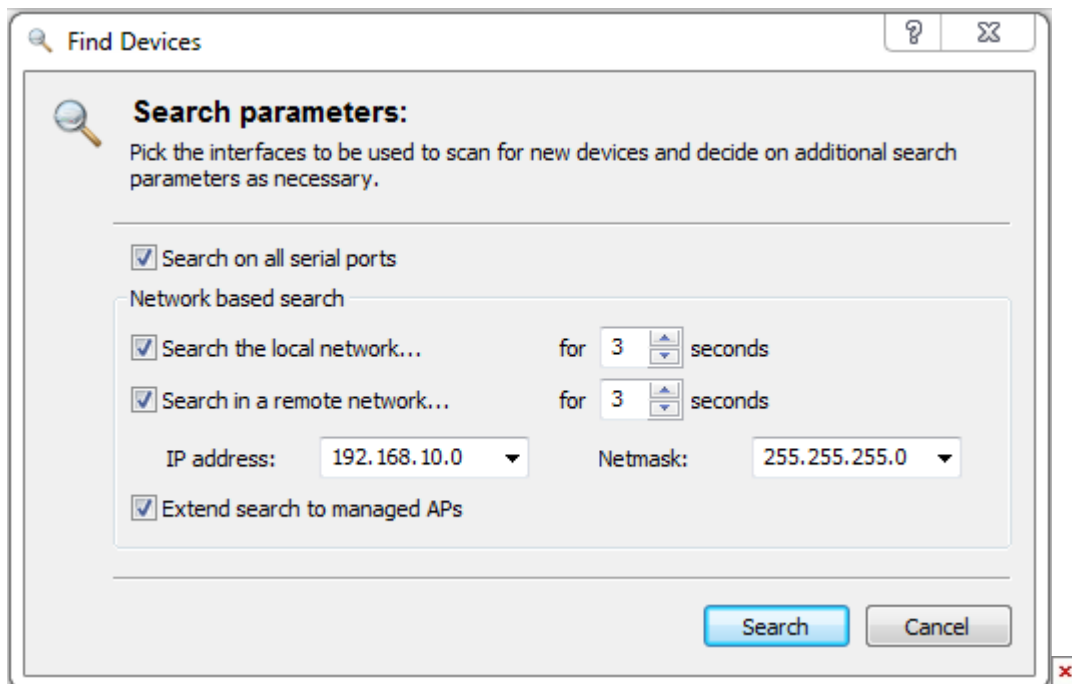 Find Devices
Search parameters:
Pick the interfaces to be used to scan for new devices and decide on additional search
parameters as necessary.
Search on all serial ports
Network based search
Search the local network... for 3 seconds
Search in a remote network... for 3 seconds
IP address: 192.168.10.0 Netmask: 255.255.255.0
Extend search to managed APs
Search Cancel